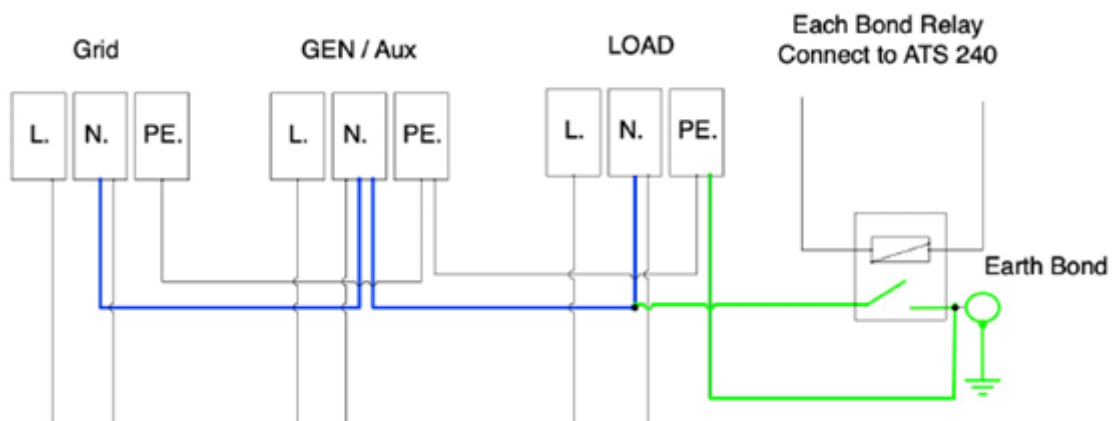 Grid
GEN / Aux
LOAD
Each Bond Relay
Connect to ATS 240
L. N. PE.
L. N. PE.
L. N. PE.
Earth Bond